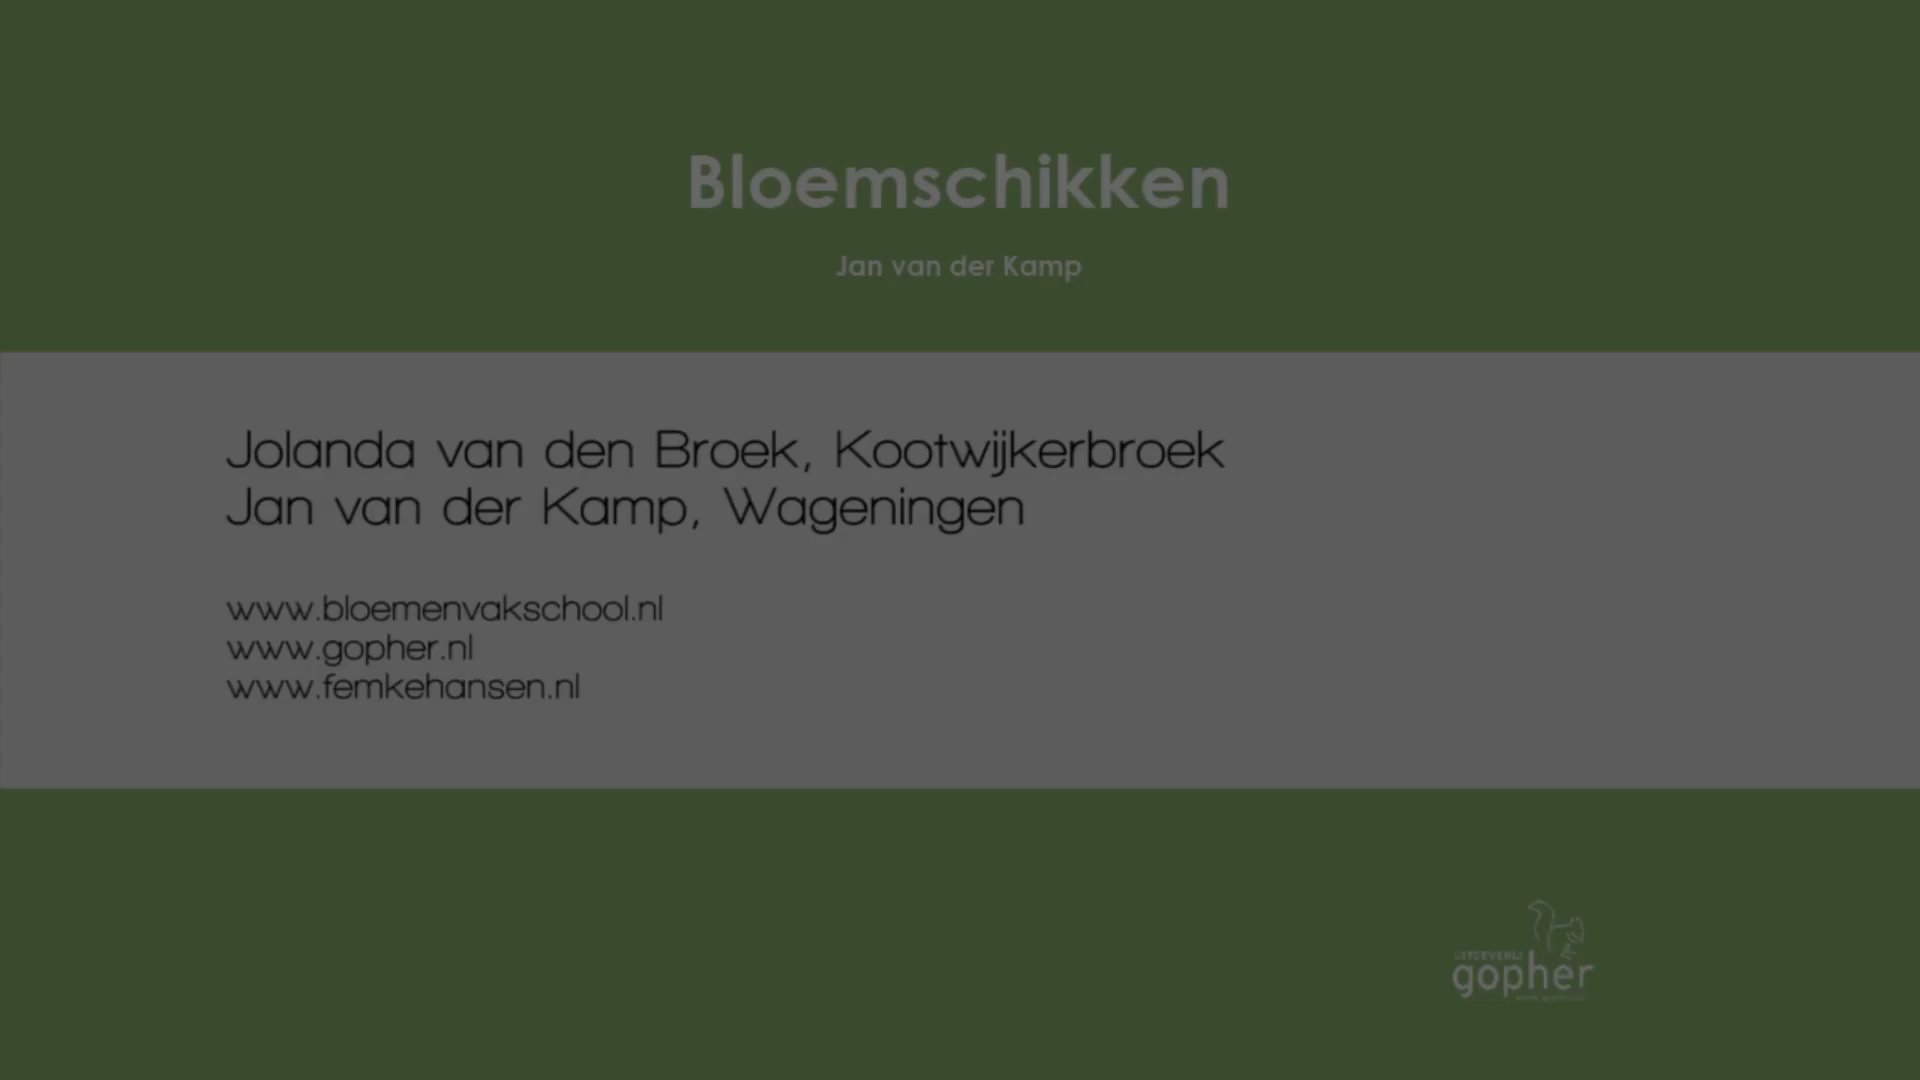 Bloemschikken
Jan van der Kamp
Jolanda van den Broek, Kootwijkerbroek
Jan van der Kamp, Wageningen
www.bloemenvakschool.nl
www.gopher.nl
www.femkehansen.nl
UITGEVERIJ
gopher